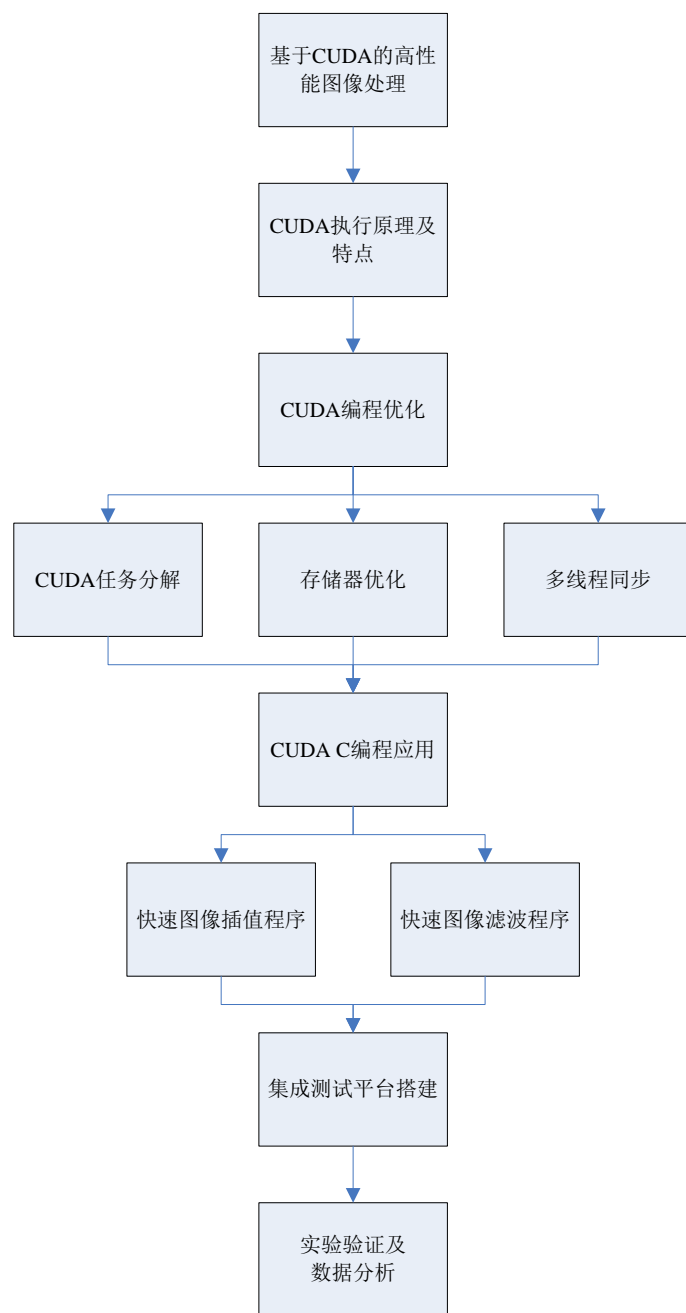 基于CUDA的高性
能图像处理
CUDA执行原理及
特点
CUDA编程优化
CUDA任务分解
存储器优化
多线程同步
CUDA C编程应用
快速图像插值程序
快速图像滤波程序
集成测试平台搭建
实验验证及
数据分析